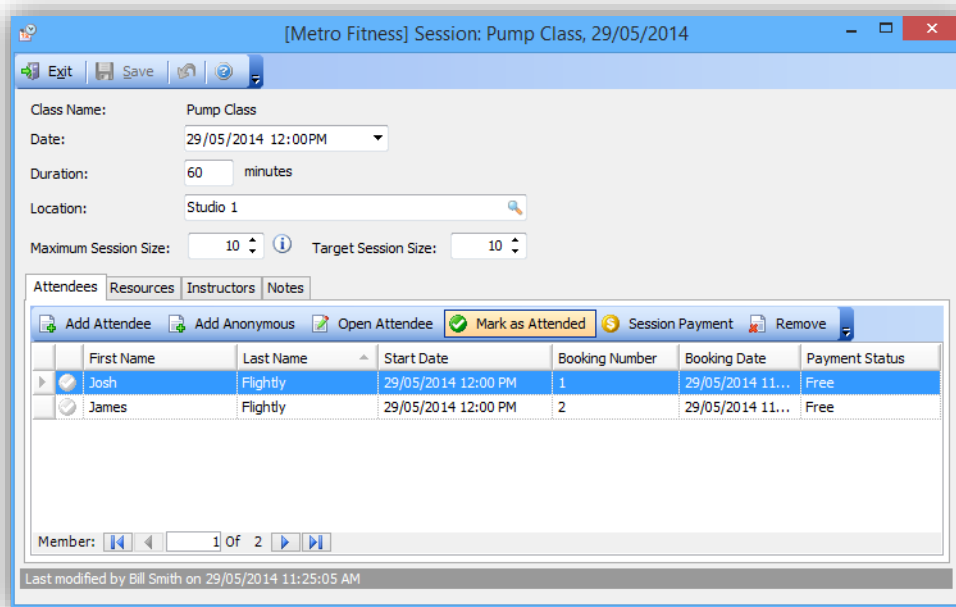 [Metro Fitness] Session: Pump Class, 29/05/2014
Exit Save
Class Name: Pump Class
Date: 29/05/2014 12:00PM
Duration: 60 minutes
Location: Studio 1
Maximum Session Size: 10 Target Session Size: 10
Attendees Resources Instructors Notes
Add Attendee Add Anonymous Open Attendee Mark as Attended Session Payment Remove
First Name Last Name Start Date Booking Number Booking Date Payment Status
Josh Flightly 29/05/2014 12:00 PM 1 29/05/2014 11... Free
James Flightly 29/05/2014 12:00 PM 2 29/05/2014 11... Free
Member: 1 Of 2
Last modified by Bill Smith on 29/05/2014 11:25:05 AM